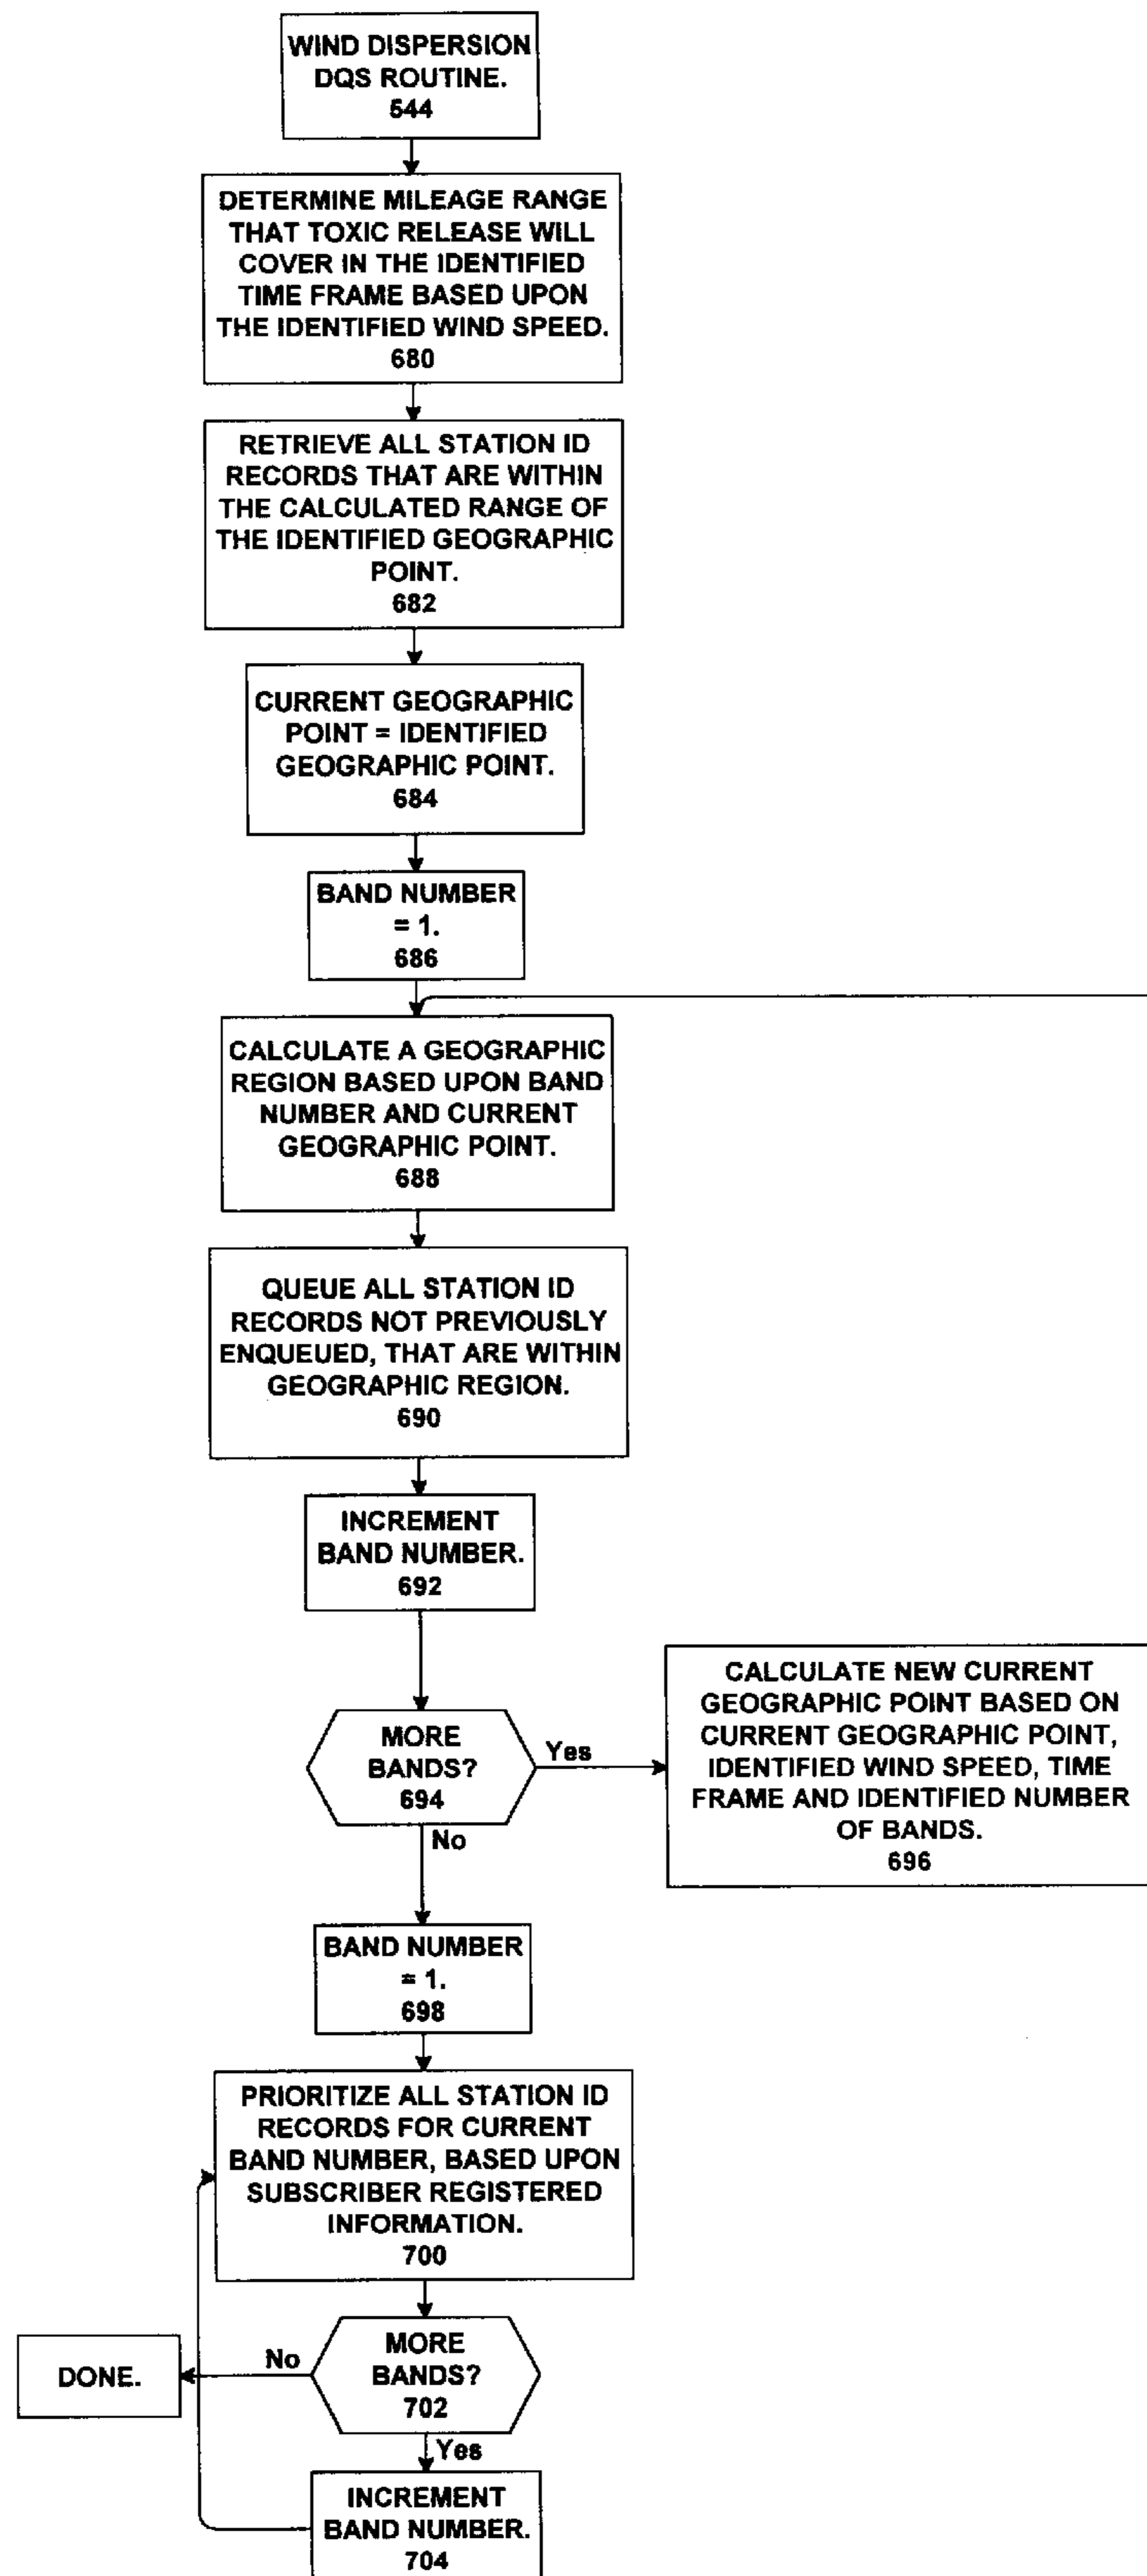 WIND DISPERSION
DQS ROUTINE.
544
DETERMINE MILEAGE RANGE
THAT TOXIC RELEASE WILL
COVER IN THE IDENTIFIED
TIME FRAME BASED UPON
THE IDENTIFIED WIND SPEED.
680
RETRIEVE ALL STATION ID
RECORDS THAT ARE WITHIN
THE CALCULATED RANGE OF
THE IDENTIFIED GEOGRAPHIC
POINT.
682
CURRENT GEOGRAPHIC
POINT = IDENTIFIED
GEOGRAPHIC POINT.
684
BAND NUMBER
= 1.
686
CALCULATE A GEOGRAPHIC
REGION BASED UPON BAND
NUMBER AND CURRENT
GEOGRAPHIC POINT.
688
QUEUE ALL STATION ID
RECORDS NOT PREVIOUSLY
ENQUEUED, THAT ARE WITHIN
GEOGRAPHIC REGION.
690
INCREMENT
BAND NUMBER.
692
MORE
BANDS?
694
Yes
No
CALCULATE NEW CURRENT
GEOGRAPHIC POINT BASED ON
CURRENT GEOGRAPHIC POINT,
IDENTIFIED WIND SPEED, TIME
FRAME AND IDENTIFIED NUMBER
OF BANDS.
696
BAND NUMBER
= 1.
698
PRIORITIZE ALL STATION ID
RECORDS FOR CURRENT
BAND NUMBER, BASED UPON
SUBSCRIBER REGISTERED
INFORMATION.
700
MORE
BANDS?
702
No
DONE.
Yes
INCREMENT
BAND NUMBER.
704